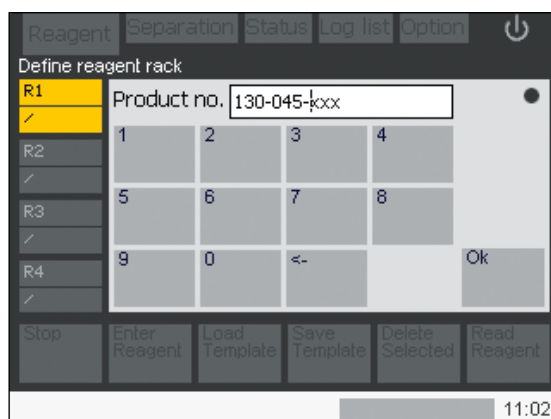 Reagent Separation Status Log list Option
Define reagent rack
R1
/
R2
/
R3
/
R4
/
Product no. 130-045-xxx
1 2 3 4
5 6 7 8
9 0 <- Ok
Stop Enter Reagent Load Template Save Template Delete Selected Read Reagent
11:02